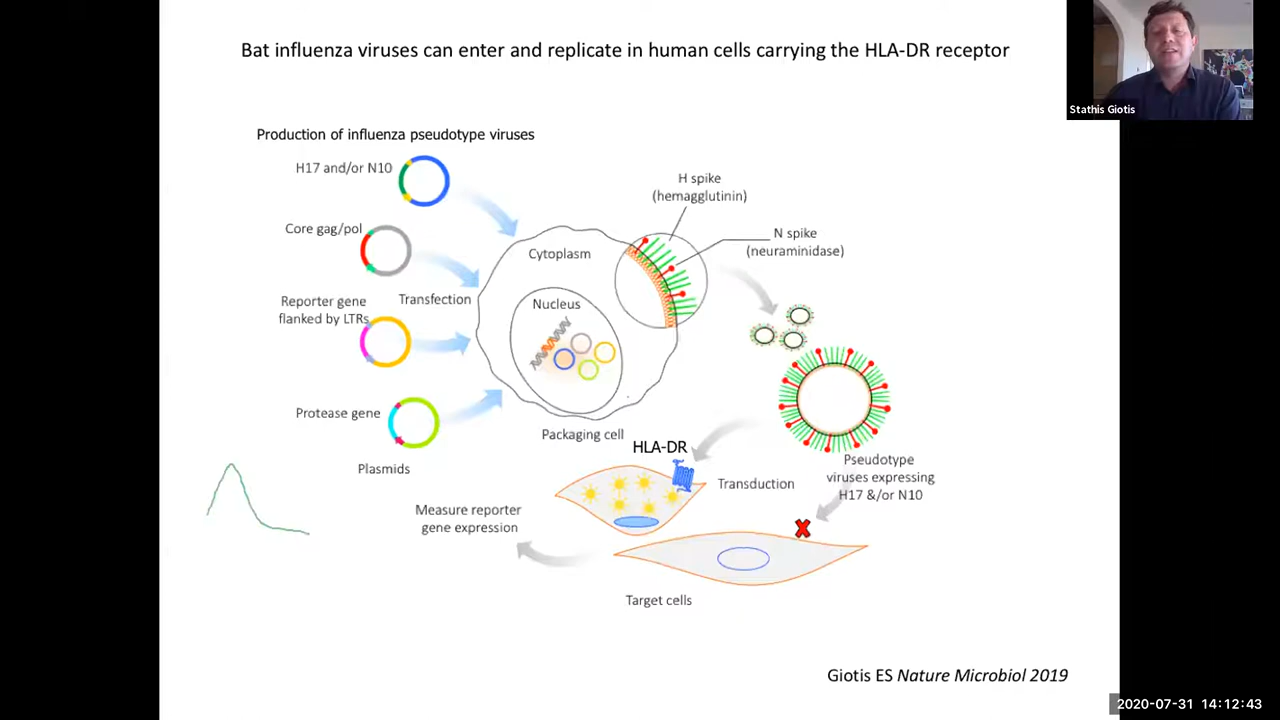 Bat influenza viruses can enter and replicate in human cells carrying the HLA-DR receptor
Stathis Giotis
Production of influenza pseudotype viruses
H17 and/or N10
H spike
(hemagglutinin)
Core gag/pol
N spike
(neuraminidase)
Cytoplasm
Reporter gene
flanked by LTRs
Transfection
Nucleus
Protease gene
Packaging cell
HLA-DR
Plasmids
Pseudotype
viruses expressing
H17 &/or N10
Transduction
Measure reporter
gene expression
Target cells
Giotis ES Nature Microbiol 2019
2020-07-31 14:12:43